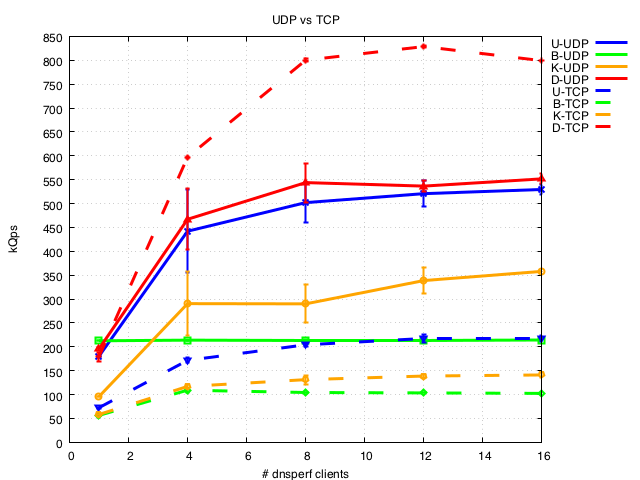 UDP vs TCP
850
800
750
700
650
600
550
500
450
400
350
300
250
200
150
100
50
0
kQps
0 2 4 6 8 10 12 14 16
# dnsperf clients
U-UDP
B-UDP
K-UDP
D-UDP
U-TCP
B-TCP
K-TCP
D-TCP